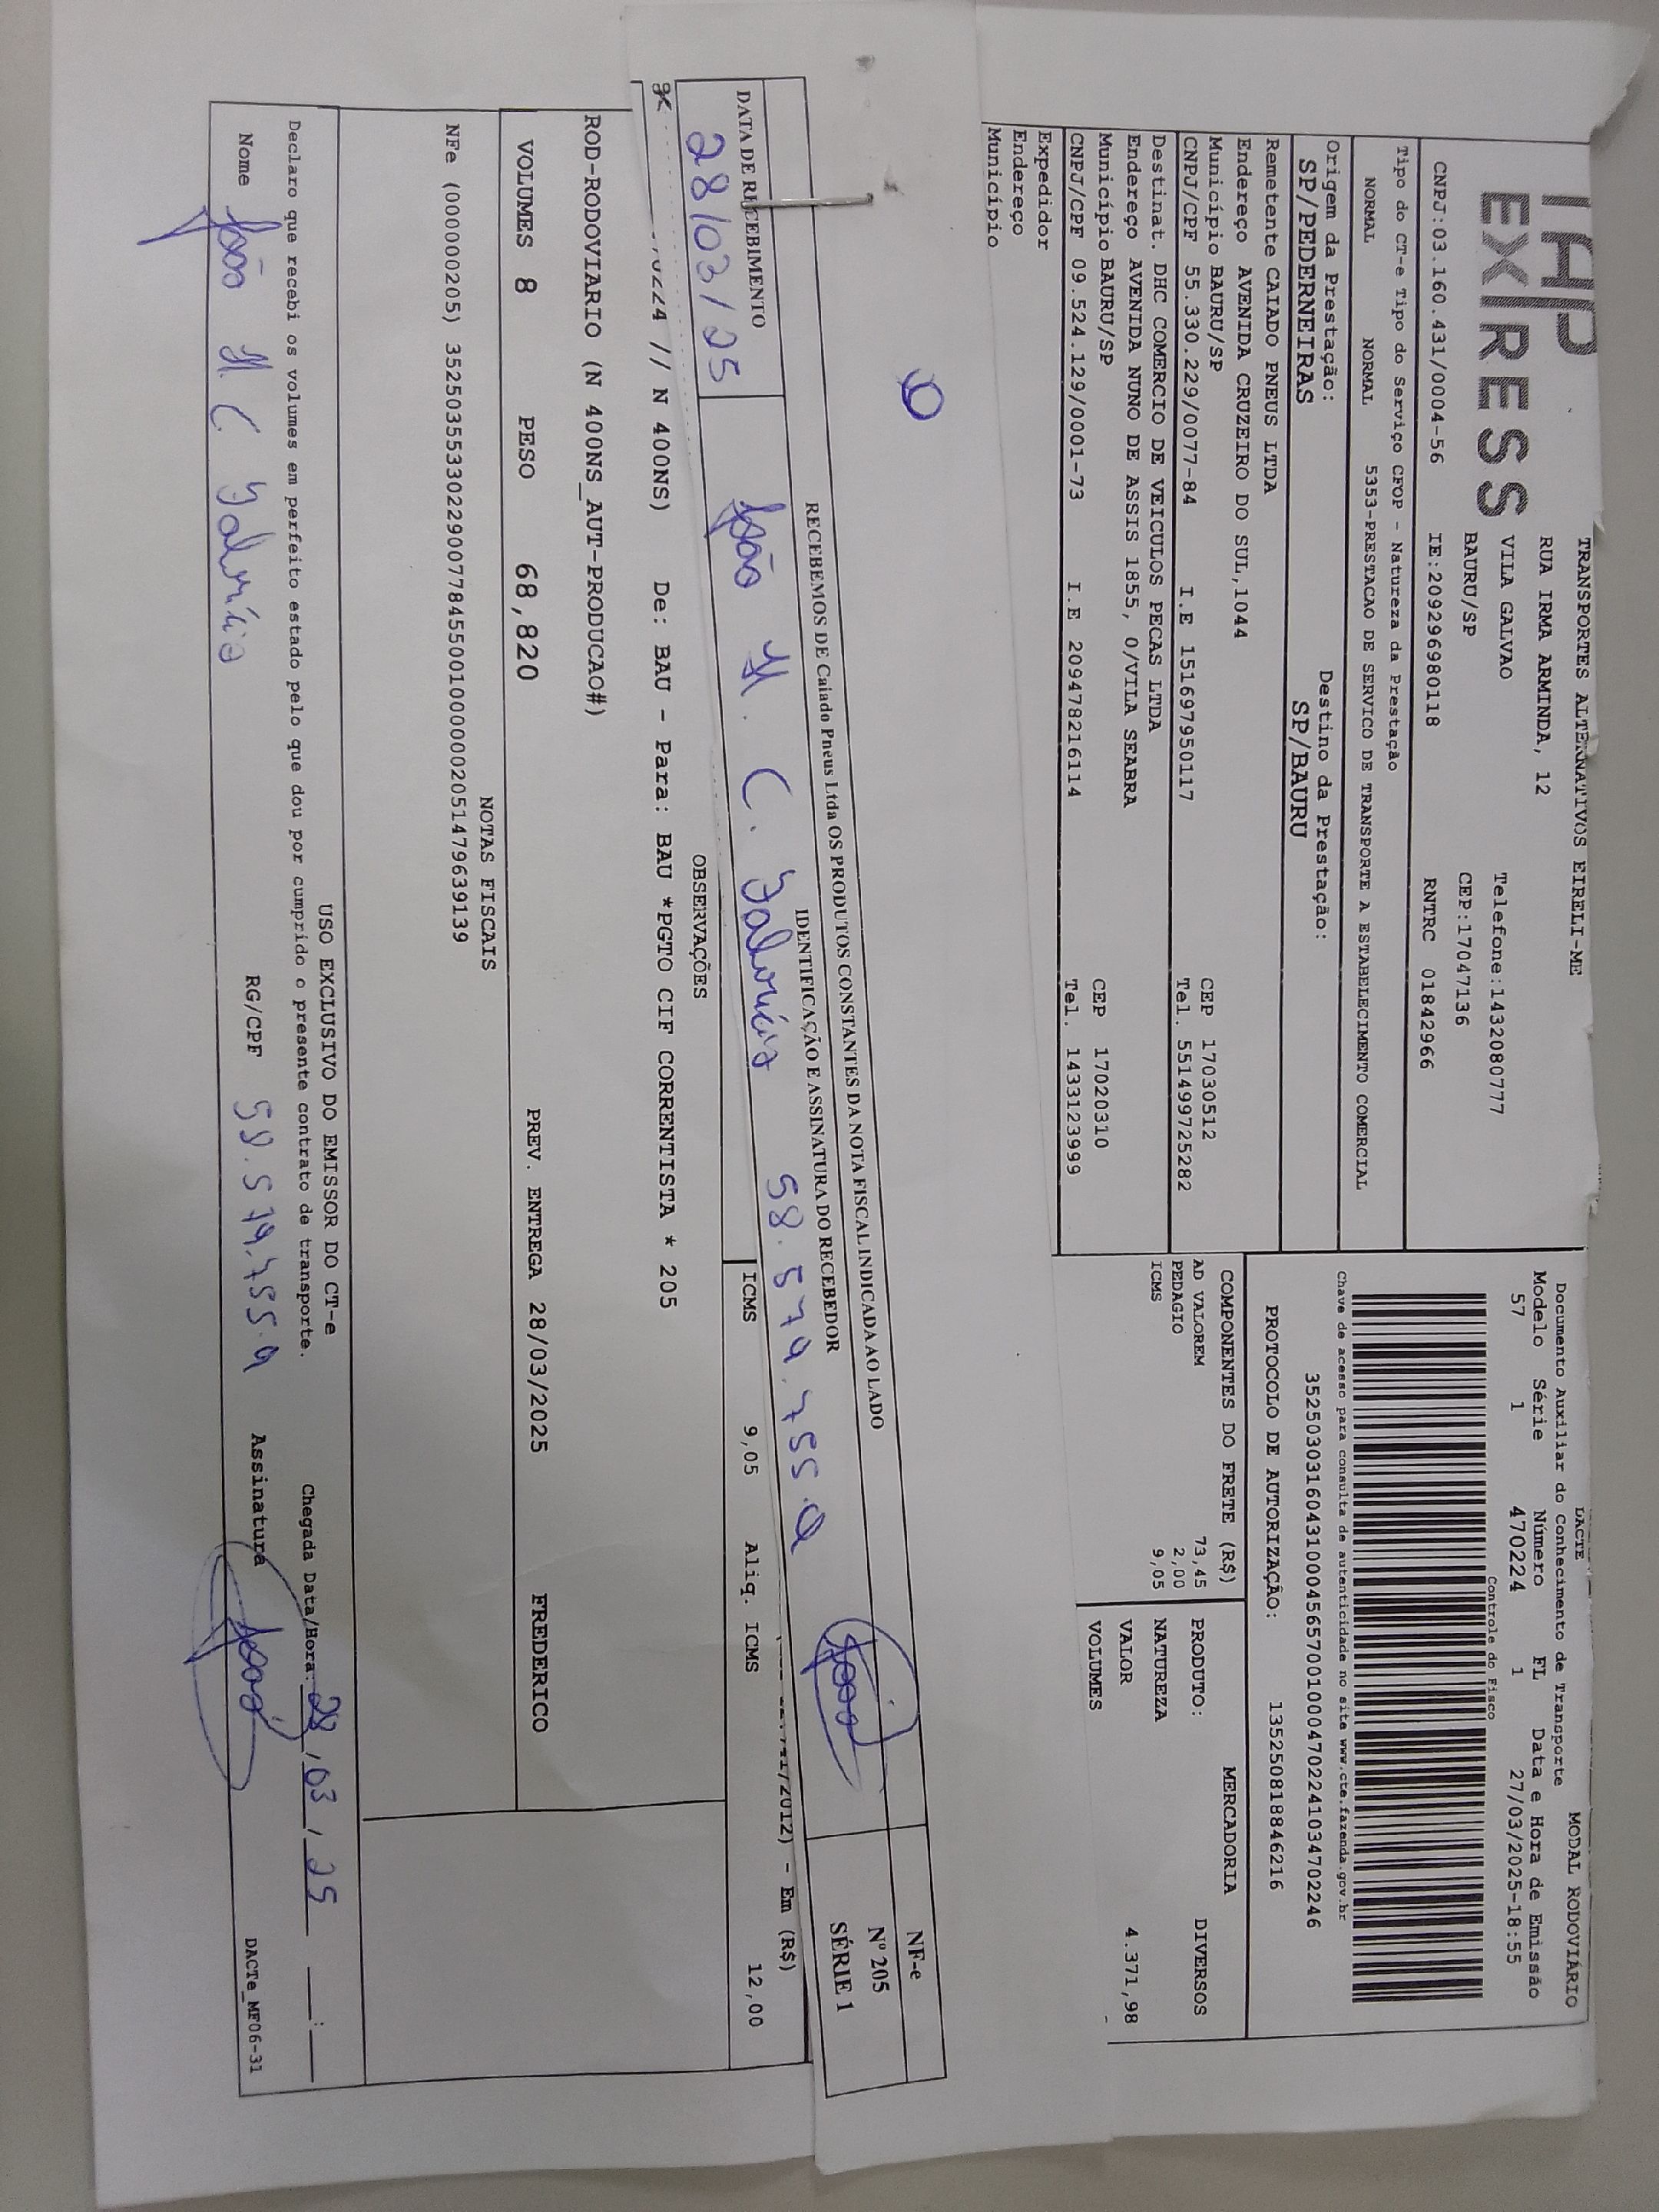 EXPRESS
TRANSPORTES ALTERNATIVOS EIRELI-ME
RUA IRMA ARMINDA, 12
VILA GALVAO Telefone:1432080777
BAURU/SP CEP:17047136
CNPJ:03.160.431/0004-56 IE:209296980118 RNTRC 01842966
Tipo do CT-e Tipo do Serviço CFOP - Natureza da Prestação
NORMAL NORMAL 5353-PRESTACAO DE SERVICO DE TRANSPORTE A ESTABELECIMENTO COMERCIAL
Origem da Prestação: Destino da Prestação:
SP/PEDERNEIRAS SP/BAURU
Remetente CAIADO PNEUS LTDA
Endereço AVENIDA CRUZEIRO DO SUL,1044
Município BAURU/SP CEP 17030512
CNPJ/CPF 55.330.229/0077-84 I.E 151697950117 Tel. 551499725282
Destinat. DHC COMERCIO DE VEICULOS PECAS LTDA
Endereço AVENIDA NUNO DE ASSIS 1855, 0/VILA SEABRA
Município BAURU/SP CEP 17020310
CNPJ/CPF 09.524.129/0001-73 I.E 209478216114 Tel. 1433123999
Expedidor
Endereço
Município
DACTE MODAL RODOVIÁRIO
Documento Auxiliar do Conhecimento de Transporte
Modelo Série Número FL Data e Hora de Emissão
57 1 470224 1 27/03/2025-18:55
Controle do Fisco
Chave de acesso para consulta de autenticidade no site www.cte.fazenda.gov.br
35250303160431000456570010004702241034702246
PROTOCOLO DE AUTORIZAÇÃO: 135250818846216
COMPONENTES DO FRETE (R$)
AD VALOREM 73,45
PEDAGIO 2,00
ICMS 9,05
MERCADORIA
PRODUTO: DIVERSOS
NATUREZA
VALOR 4.371,98
VOLUMES
RECEBEMOS DE Caiado Pneus Ltda OS PRODUTOS CONSTANTES DA NOTA FISCAL INDICADA AO LADO
DATA DE RECEBIMENTO IDENTIFICAÇÃO E ASSINATURA DO RECEBEDOR
28/03/25 João H. C. 58.579.755.9
NF-e
Nº 205
SÉRIE 1
/2012) - Em (R$)
ICMS 9,05 Aliq. ICMS 12,00
OBSERVAÇÕES
// N 400NS) De: BAU - Para: BAU *PGTO CIF CORRENTISTA * 205
ROD-RODOVIARIO (N 400NS_AUT-PRODUCAO#)
VOLUMES 8 PESO 68,820 PREV. ENTREGA 28/03/2025 FREDERICO
NOTAS FISCAIS
NFe (000000205) 35250355330229007784550010000002051479639139
USO EXCLUSIVO DO EMISSOR DO CT-e
Declaro que recebi os volumes em perfeito estado pelo que dou por cumprido o presente contrato de transporte. Chegada Data/Hora: 28/03/25 __:__
Nome João H. C RG/CPF 58.579.755.9 Assinatura João
DACTe_MF06-31